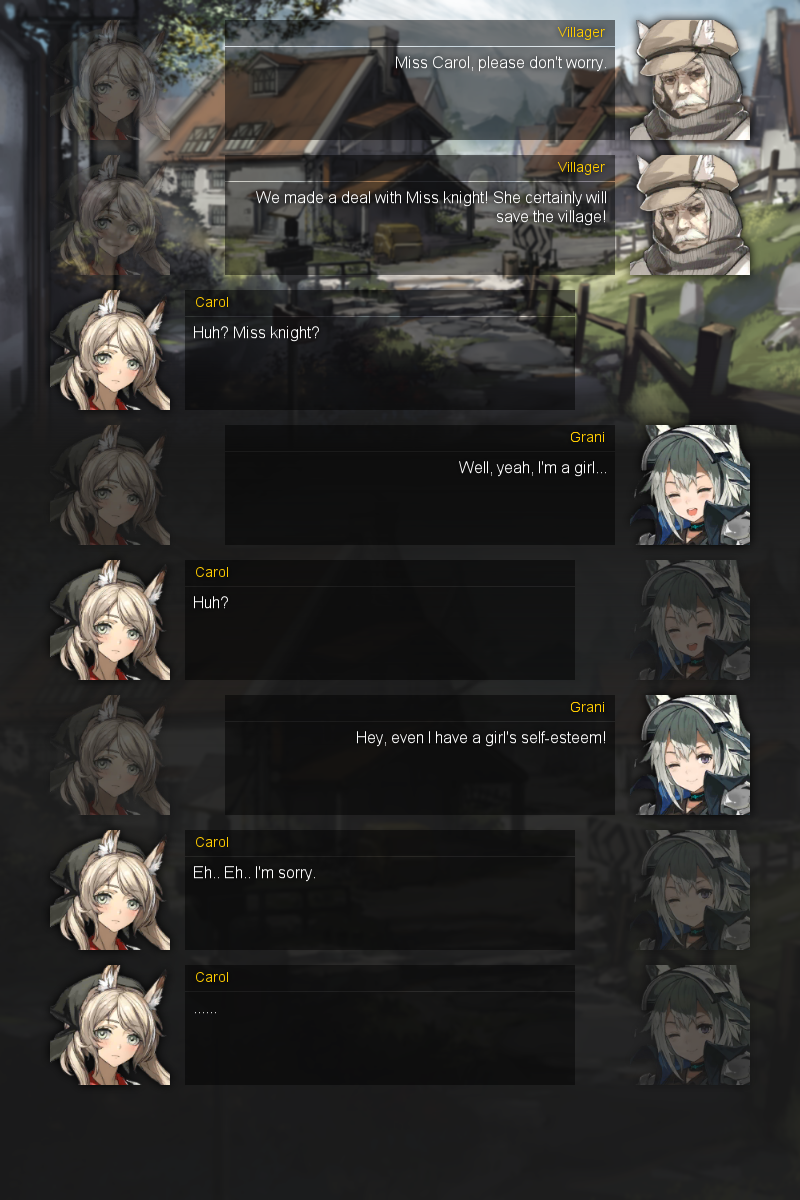 Villager
Miss Carol, please don't worry.
Villager
We made a deal with Miss knight! She certainly will
save the village!
Carol
Huh? Miss knight?
Grani
Well, yeah, I'm a girl...
Carol
Huh?
Grani
Hey, even I have a girl's self-esteem!
Carol
Eh.. Eh.. I'm sorry.
Carol
......